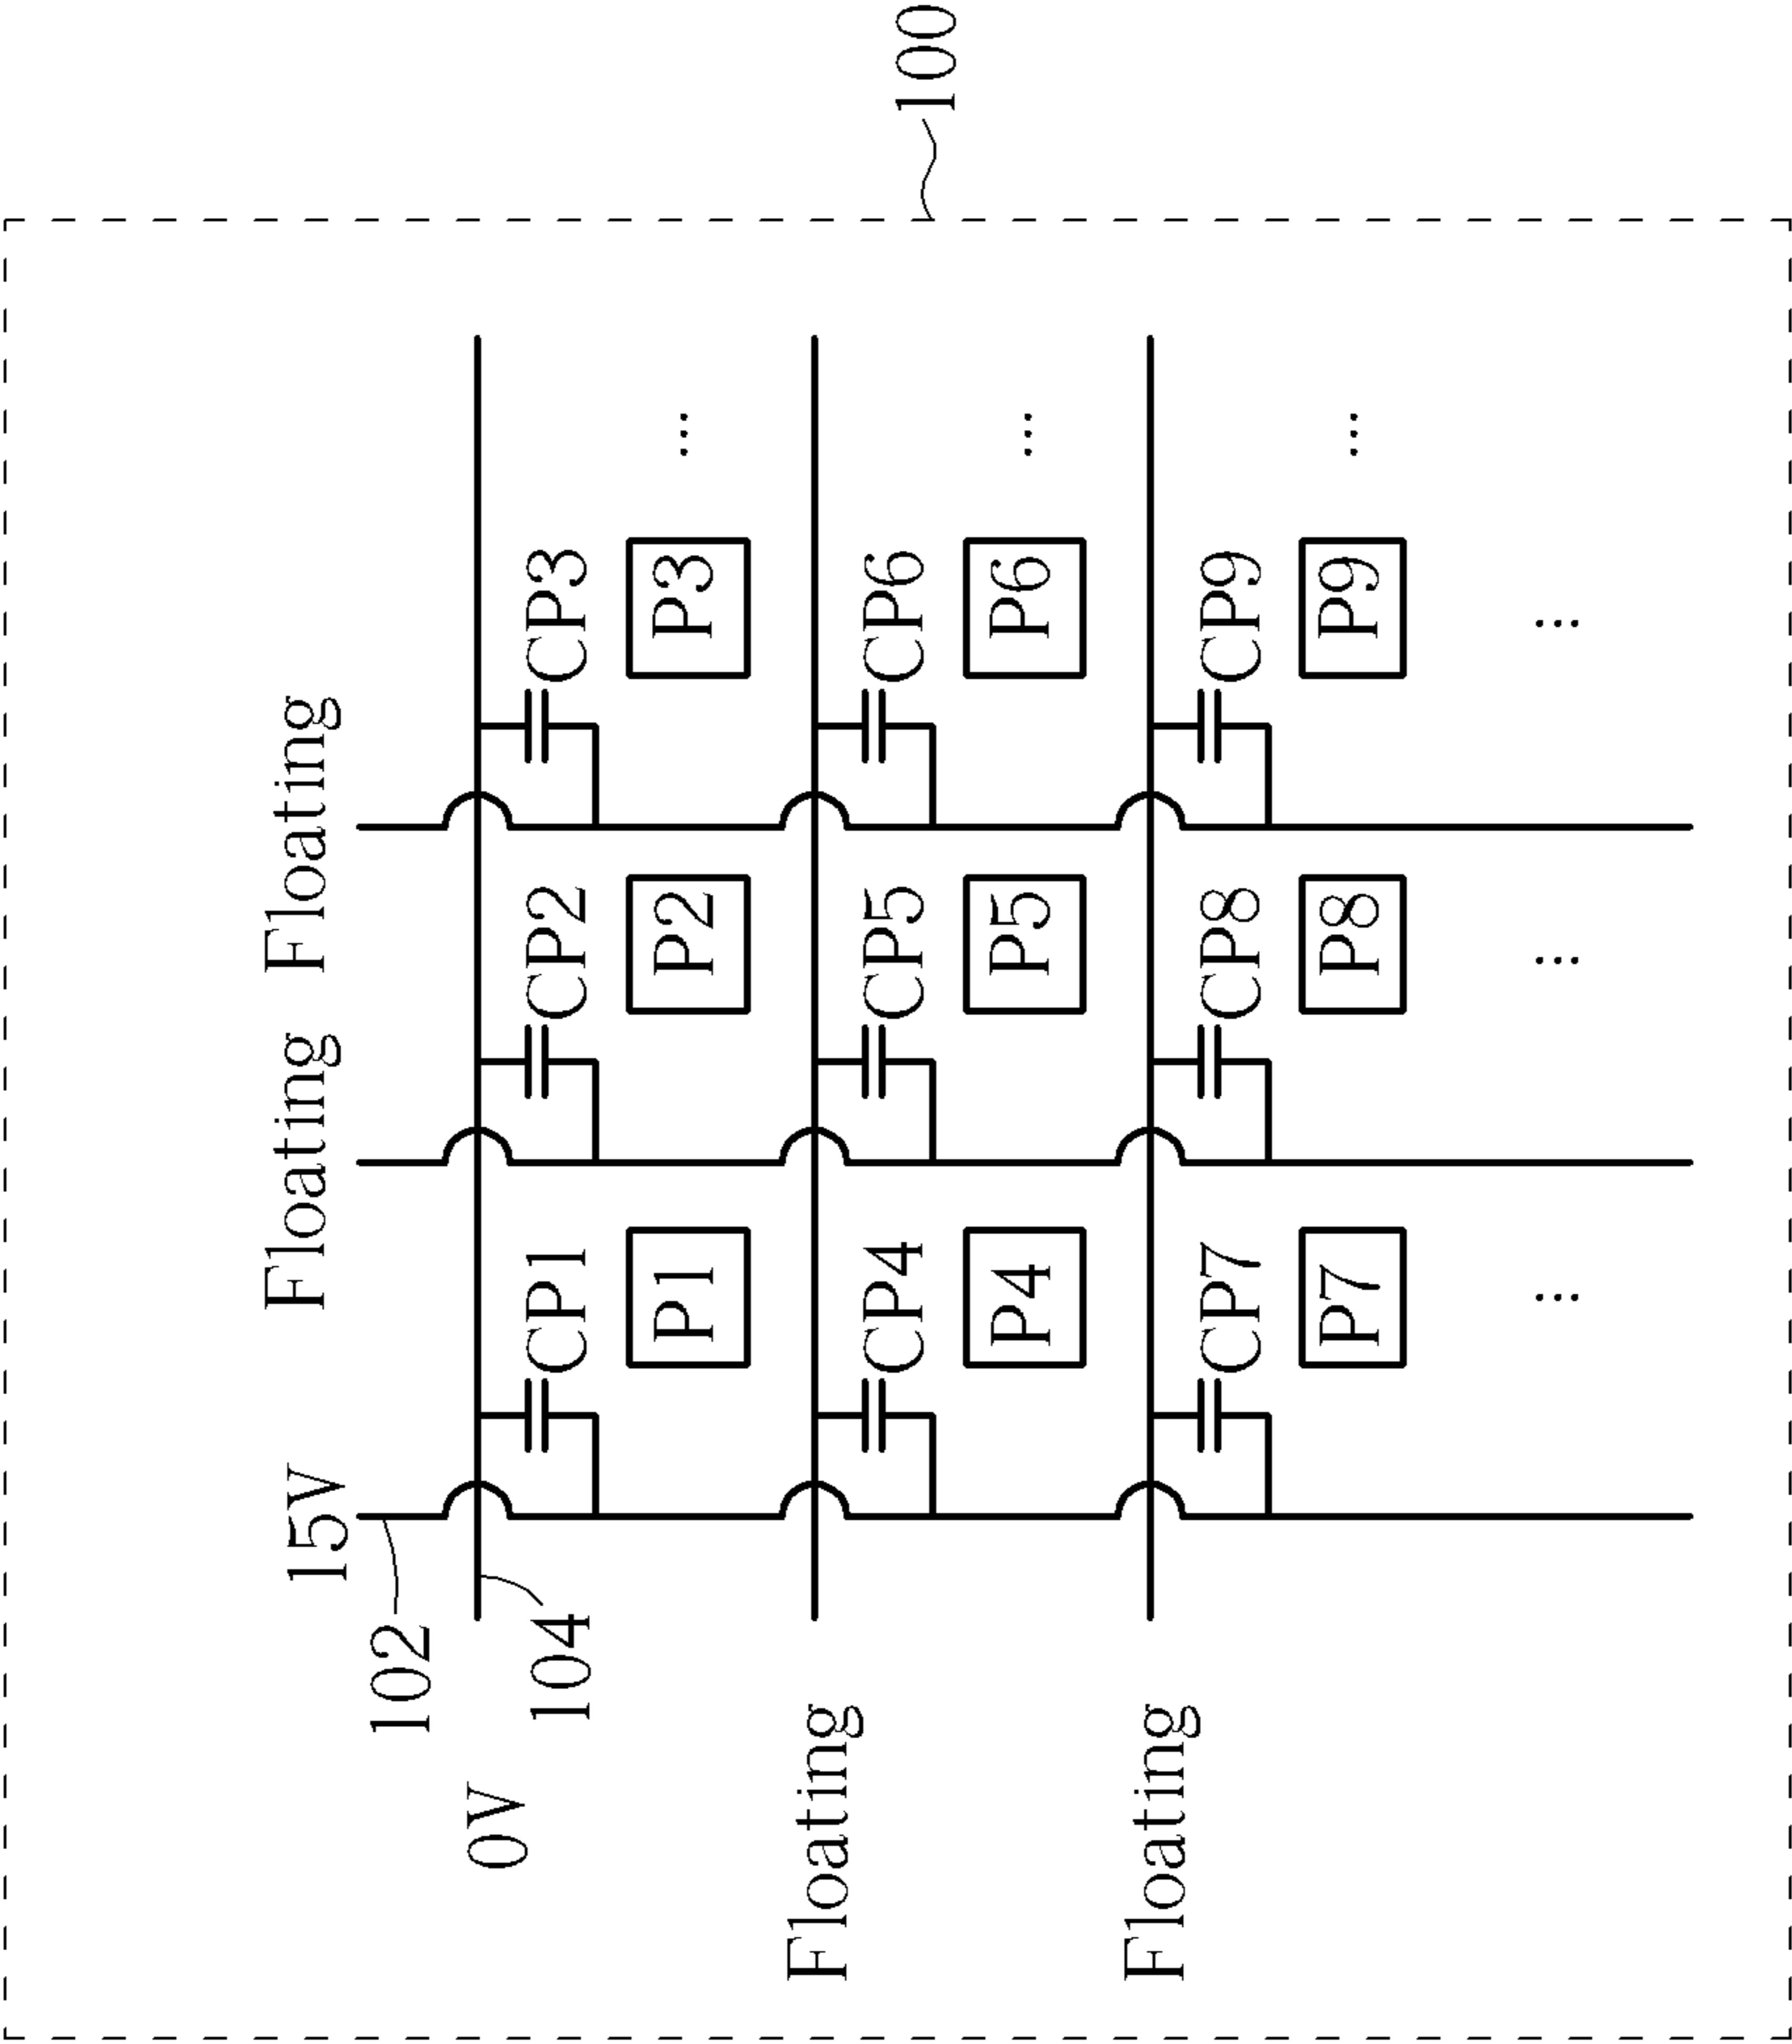 15V Floating Floating
102
104
0V
CP1 CP2 CP3
P1 P2 P3 ...
Floating
CP4 CP5 CP6
P4 P5 P6 ...
Floating
CP7 CP8 CP9
P7 P8 P9 ...
... ... ...
100